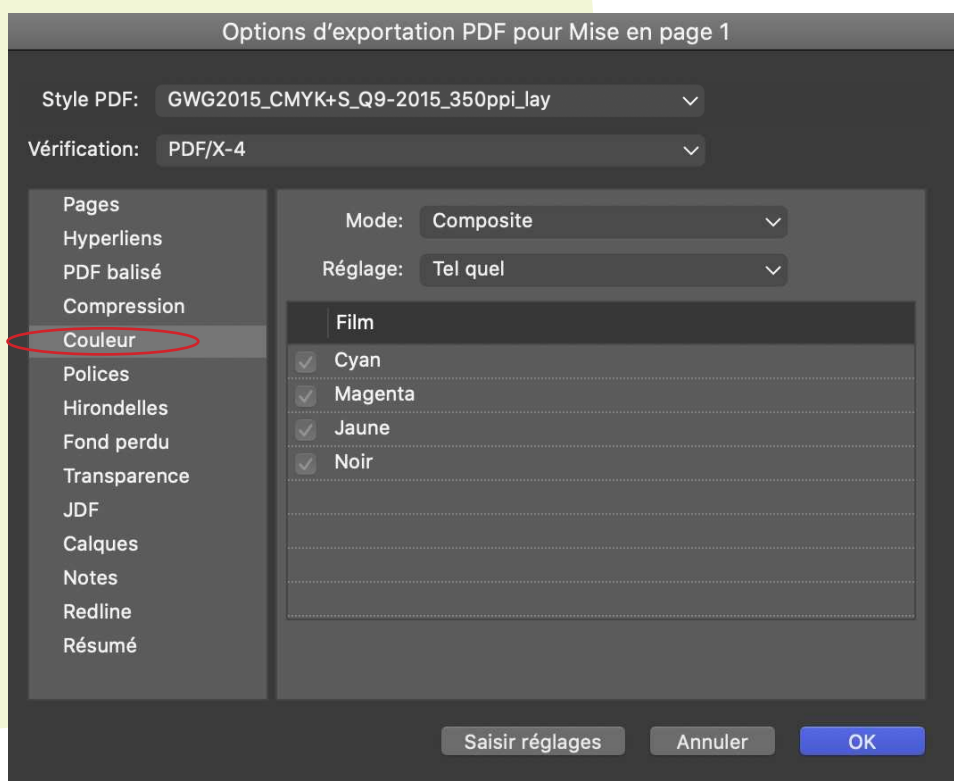 Options d'exportation PDF pour Mise en page 1
Style PDF: GWG2015_CMYK+S_Q9-2015_350ppi_lay
Vérification: PDF/X-4
Pages
Hyperliens
PDF balisé
Compression
Couleur
Polices
Hirondelles
Fond perdu
Transparence
JDF
Calques
Notes
Redline
Résumé
Mode: Composite
Réglage: Tel quel
Film
Cyan
Magenta
Jaune
Noir
Saisir réglages Annuler OK